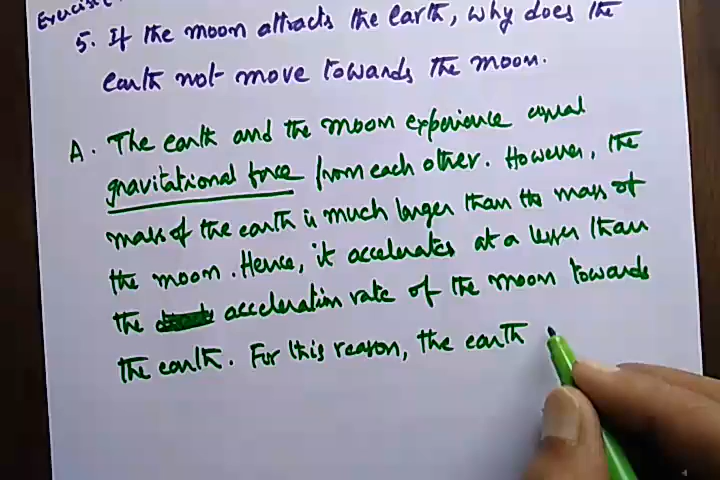 Exercise
5. If the moon attracts the earth, why does the
earth not move towards the moon.
A. The earth and the moon experience equal
gravitational force from each other. However, the
mass of the earth is much larger than the mass of
the moon. Hence, it accelerates at a lesser than
the acceleration rate of the moon towards
the earth. For this reason, the earth